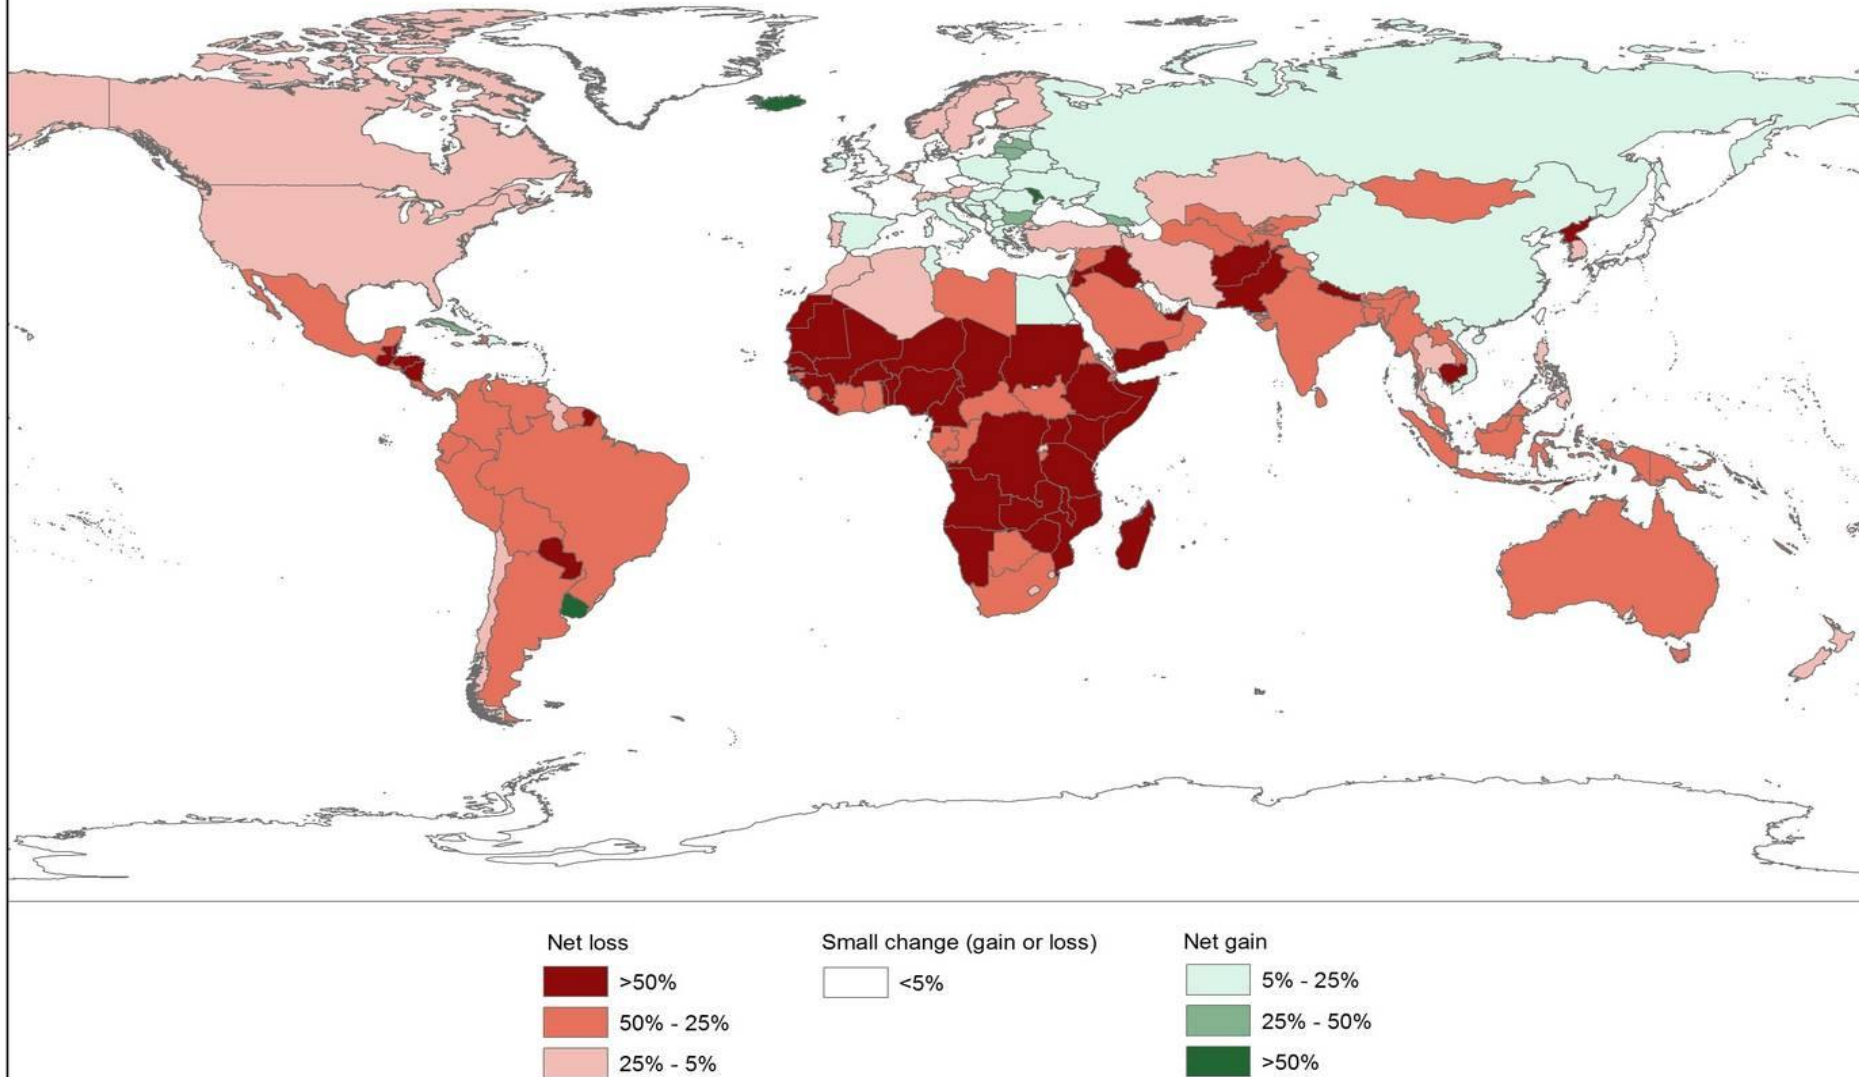 Net loss
>50%
50% - 25%
25% - 5%
Small change (gain or loss)
<5%
Net gain
5% - 25%
25% - 50%
>50%